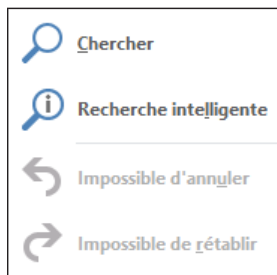 Chercher
Recherche intelligente
Impossible d'annuler
Impossible de rétablir